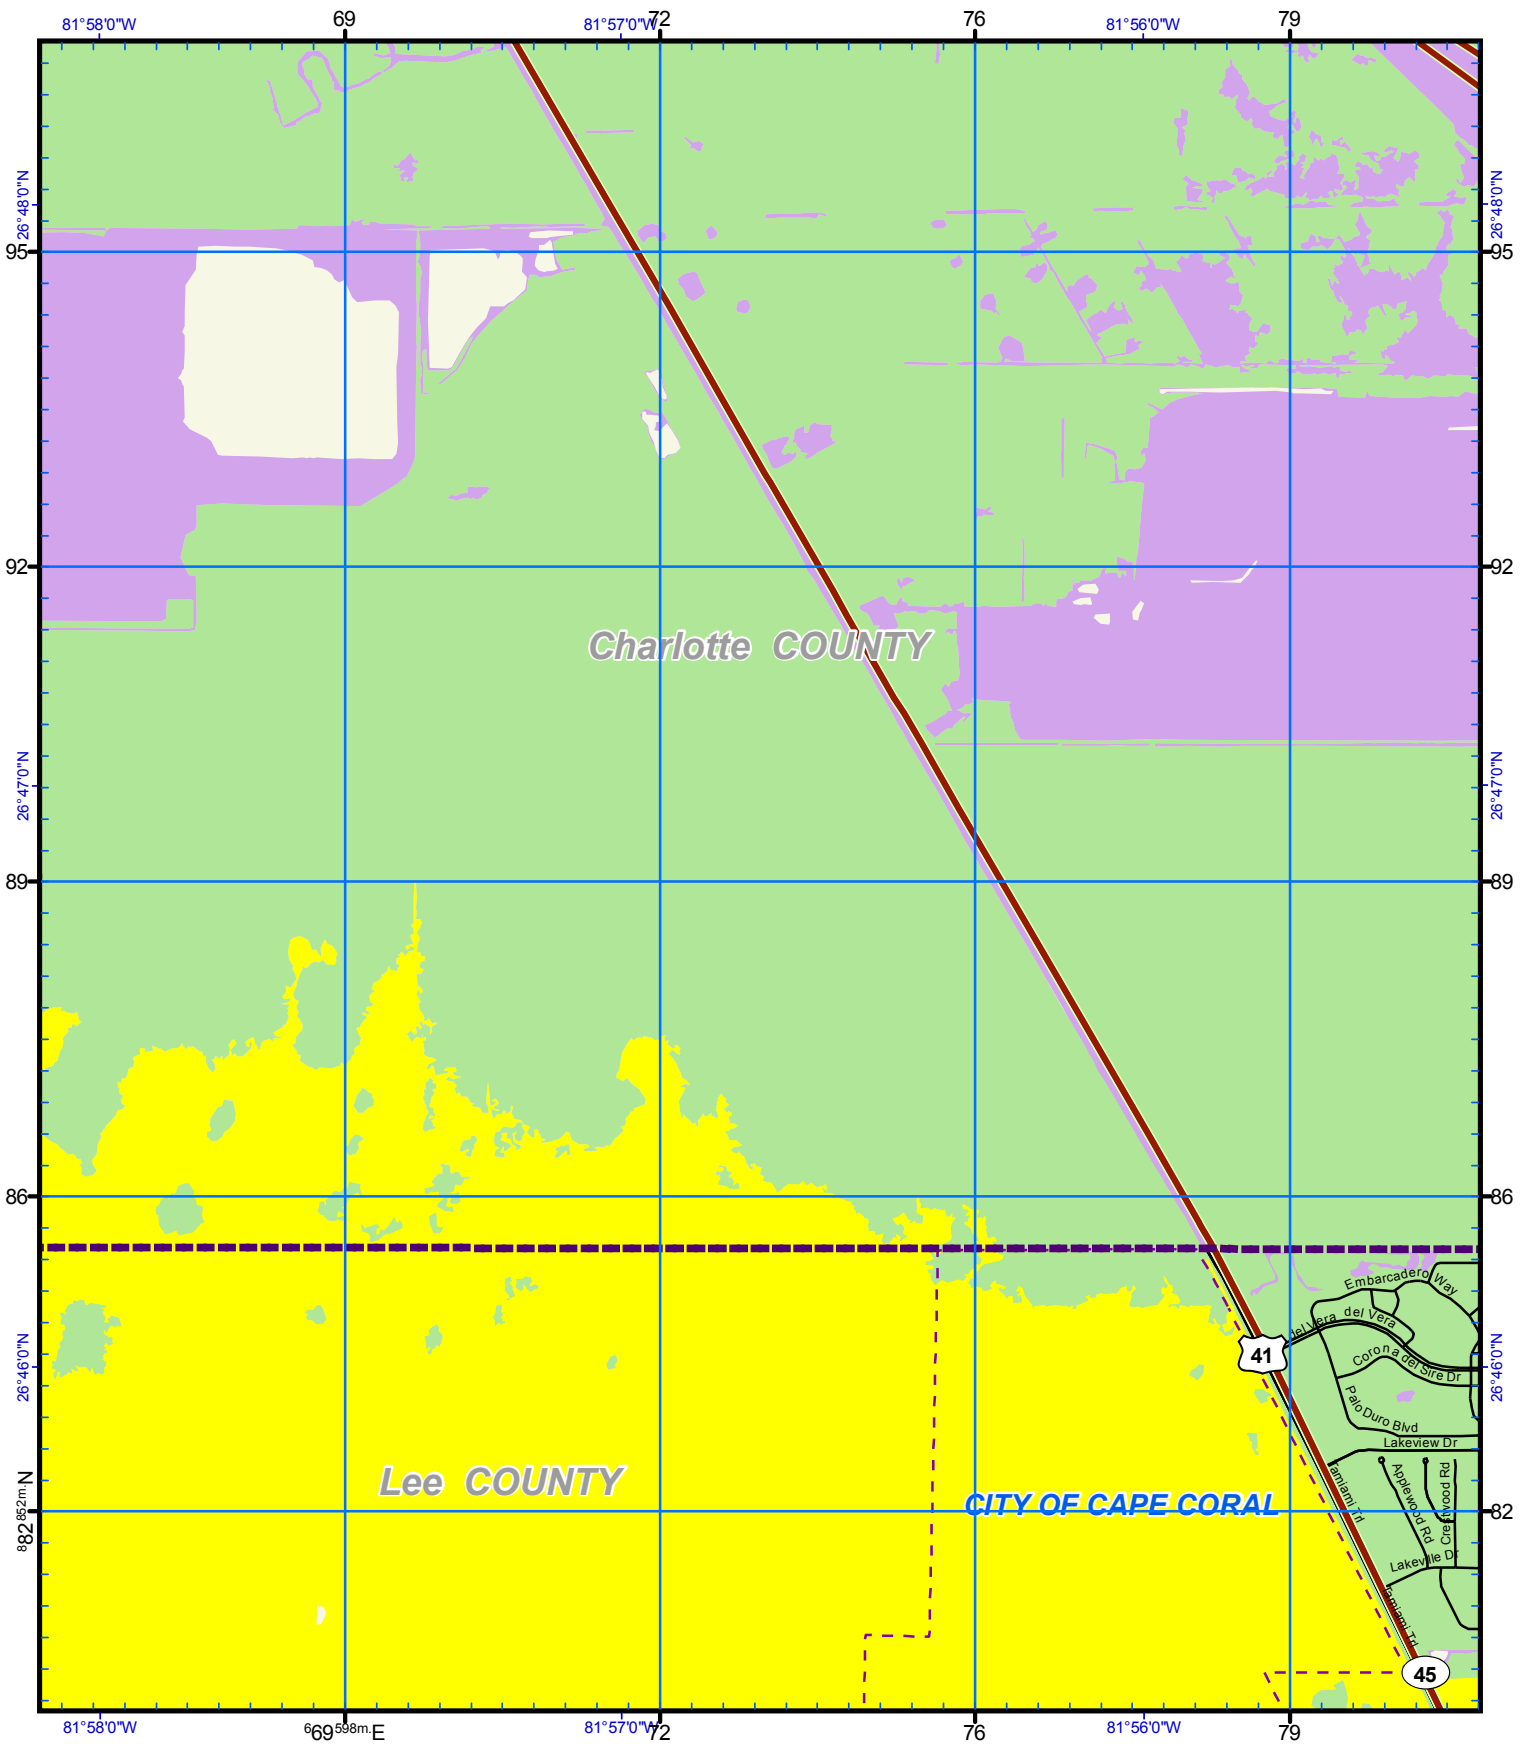 81°58'0"W 69 81°57'0"W 72 76 81°56'0"W 79
26°48'0"N 26°48'0"N
95 95
92 92
Charlotte COUNTY
26°47'0"N 26°47'0"N
89 89
86 86
Embarcadero Way
del Vera del Vera
41
26°46'0"N 26°46'0"N
Corona del Sire Dr
Palo Duro Blvd
Lakeview Dr
Lee COUNTY
Tamiami Trl
Applewood Rd
Crestwood Rd
CITY OF CAPE CORAL
882852m.N 82
Lakeville Dr
Tamiami Trl
45
81°58'0"W 669598m.E 81°57'0"W 72 76 81°56'0"W 79